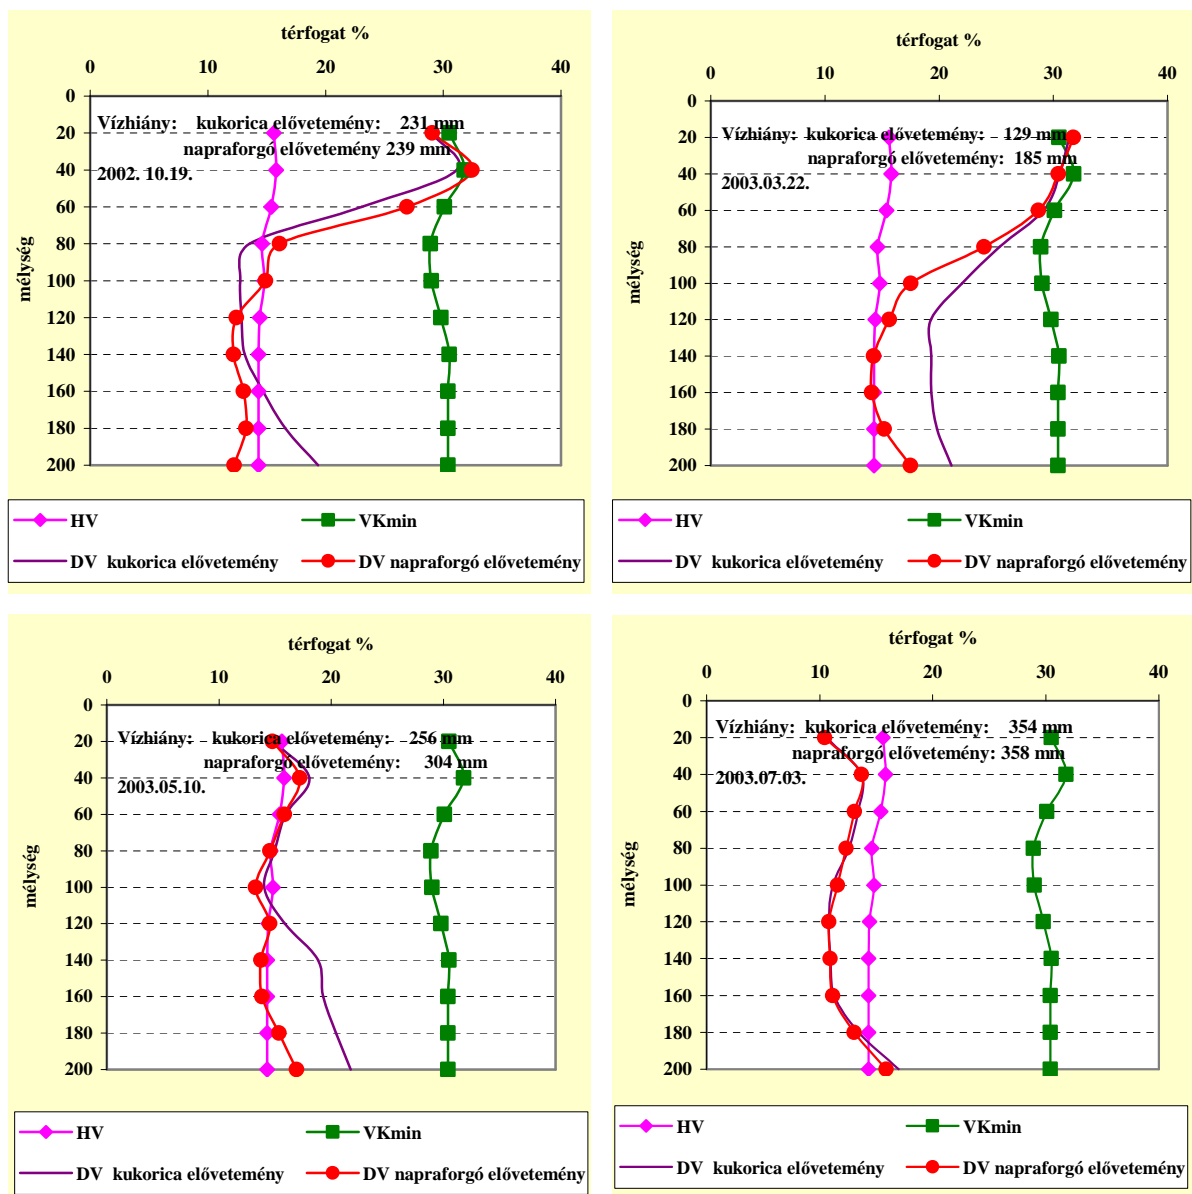 térfogat %
0 10 20 30 40
mélység
0
20
40
60
80
100
120
140
160
180
200
Vízhiány: kukorica elővetemény: 231 mm
napraforgó elővetemény 239 mm
2002. 10.19.
HV VKmin
DV kukorica elővetemény DV napraforgó elővetemény
térfogat %
0 10 20 30 40
mélység
0
20
40
60
80
100
120
140
160
180
200
Vízhiány: kukorica elővetemény: 129 mm
napraforgó elővetemény: 185 mm
2003.03.22.
HV VKmin
DV kukorica elővetemény DV napraforgó elővetemény
térfogat %
0 10 20 30 40
mélység
0
20
40
60
80
100
120
140
160
180
200
Vízhiány: kukorica elővetemény: 256 mm
napraforgó elővetemény: 304 mm
2003.05.10.
HV VKmin
DV kukorica elővetemény DV napraforgó elővetemény
térfogat %
0 10 20 30 40
mélység
0
20
40
60
80
100
120
140
160
180
200
Vízhiány: kukorica elővetemény: 354 mm
napraforgó elővetemény: 358 mm
2003.07.03.
HV VKmin
DV kukorica elővetemény DV napraforgó elővetemény